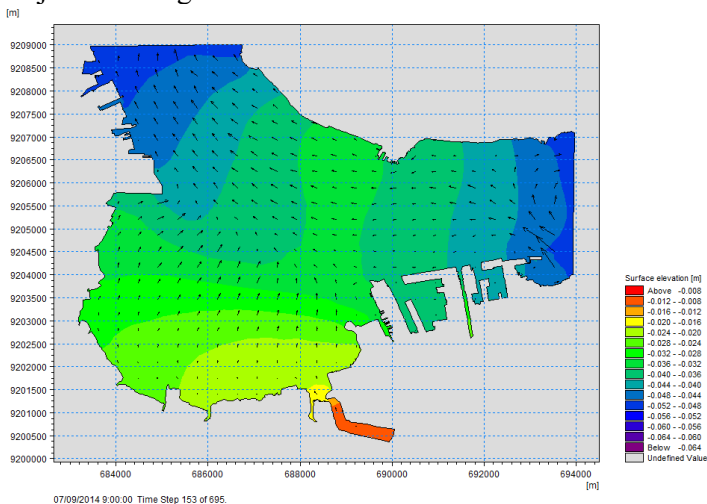 [m]
9209000
9208500
9208000
9207500
9207000
9206500
9206000
9205500
9205000
9204500
9204000
9203500
9203000
9202500
9202000
9201500
9201000
9200500
9200000
684000 686000 688000 690000 692000 694000
[m]
07/09/2014 9:00:00 Time Step 153 of 695.
Surface elevation [m]
Above -0.008
-0.012 - -0.008
-0.016 - -0.012
-0.020 - -0.016
-0.024 - -0.020
-0.028 - -0.024
-0.032 - -0.028
-0.036 - -0.032
-0.040 - -0.036
-0.044 - -0.040
-0.048 - -0.044
-0.052 - -0.048
-0.056 - -0.052
-0.060 - -0.056
-0.064 - -0.060
Below -0.064
Undefined Value